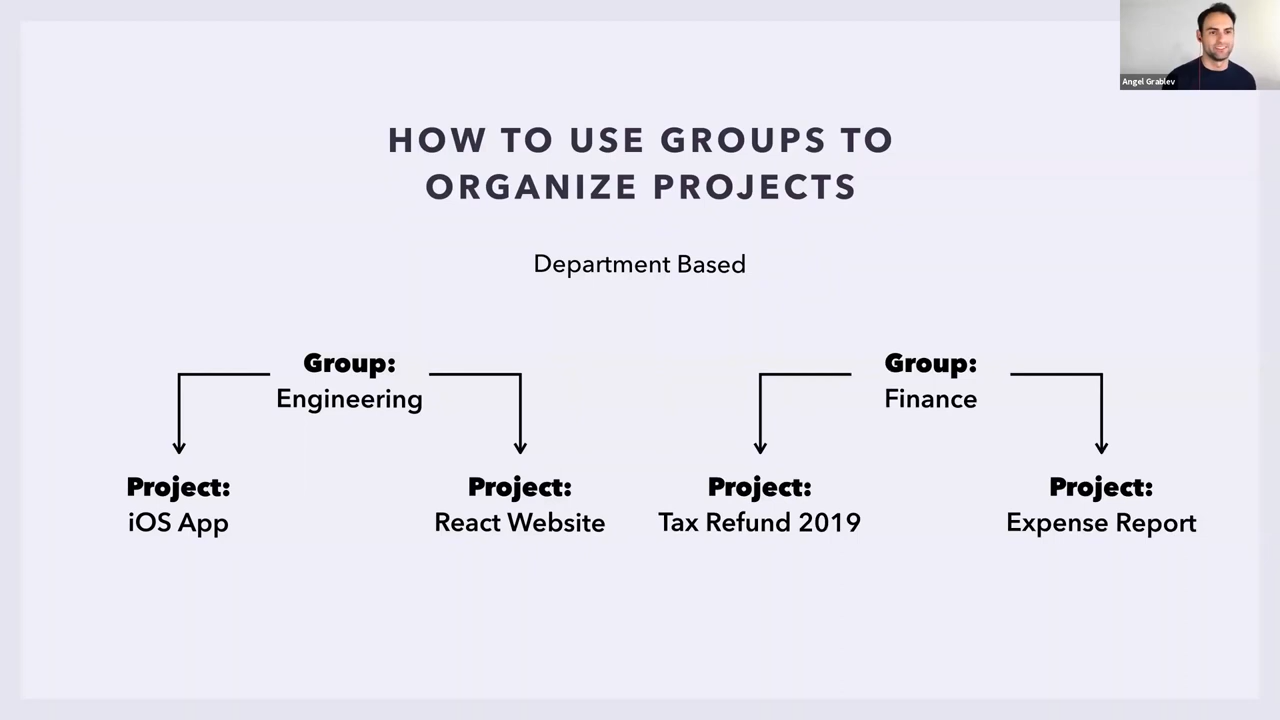 Angel Grablev
HOW TO USE GROUPS TO
ORGANIZE PROJECTS
Department Based
Group:
Engineering
Group:
Finance
Project:
iOS App
Project:
React Website
Project:
Tax Refund 2019
Project:
Expense Report